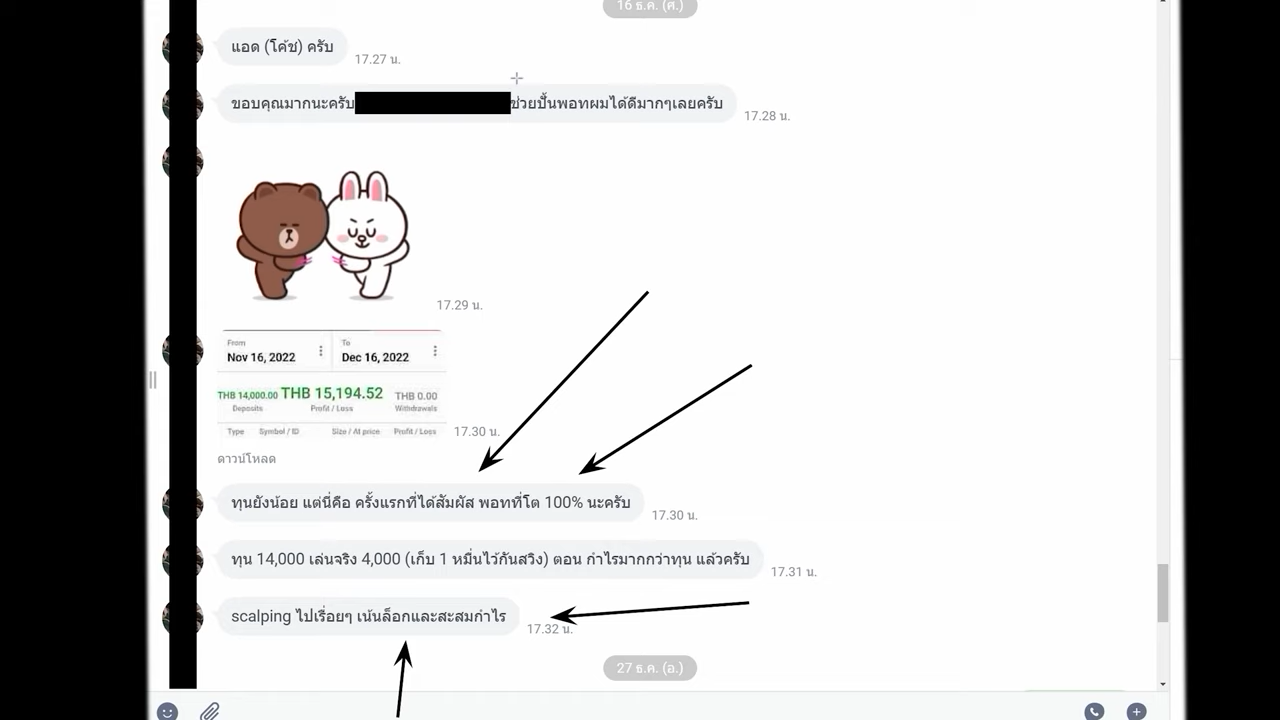 16 ธ.ค. (ศ.)
แอด (โค้ช) ครับ
17.27 น.
ขอบคุณมากนะครับ ช่วยปั้นพอทผมได้ดีมากๆเลยครับ
17.28 น.
17.29 น.
From To
Nov 16, 2022 Dec 16, 2022
THB 14,000.00 THB 15,194.52 THB 0.00
Deposits Profit / Loss Withdrawals
Type Symbol / ID Size / At price Profit / Loss
17.30 น.
ดาวน์โหลด
ทุนยังน้อย แต่นี่คือ ครั้งแรกที่ได้สัมผัส พอทที่โต 100% นะครับ
17.30 น.
ทุน 14,000 เล่นจริง 4,000 (เก็บ 1 หมื่นไว้กันสวิง) ตอน กำไรมากกว่าทุน แล้วครับ
17.31 น.
scalping ไปเรื่อยๆ เน้นล็อกและสะสมกำไร
17.32 น.
27 ธ.ค. (อ.)